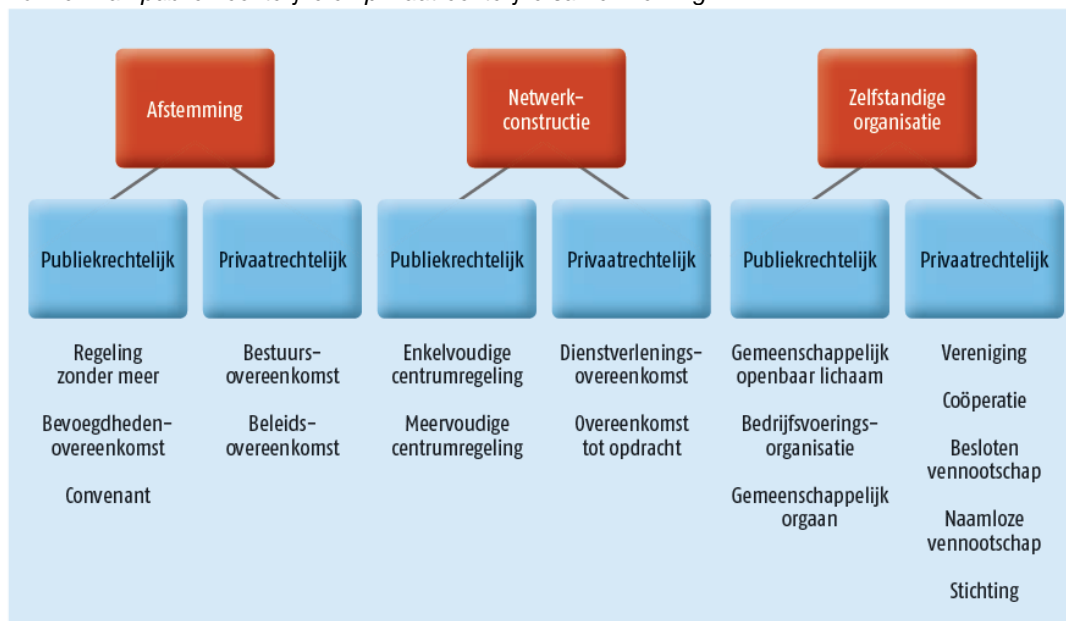 Afstemming
Netwerk-
constructie
Zelfstandige
organisatie
Publiekrechtelijk
Privaatrechtelijk
Publiekrechtelijk
Privaatrechtelijk
Publiekrechtelijk
Privaatrechtelijk
Regeling
zonder meer
Bevoegdheden-
overeenkomst
Convenant
Bestuurs-
overeenkomst
Beleids-
overeenkomst
Enkelvoudige
centrumregeling
Meervoudige
centrumregeling
Dienstverlenings-
overeenkomst
Overeenkomst
tot opdracht
Gemeenschappelijk
openbaar lichaam
Bedrijfsvoerings-
organisatie
Gemeenschappelijk
orgaan
Vereniging
Coöperatie
Besloten
vennootschap
Naamloze
vennootschap
Stichting